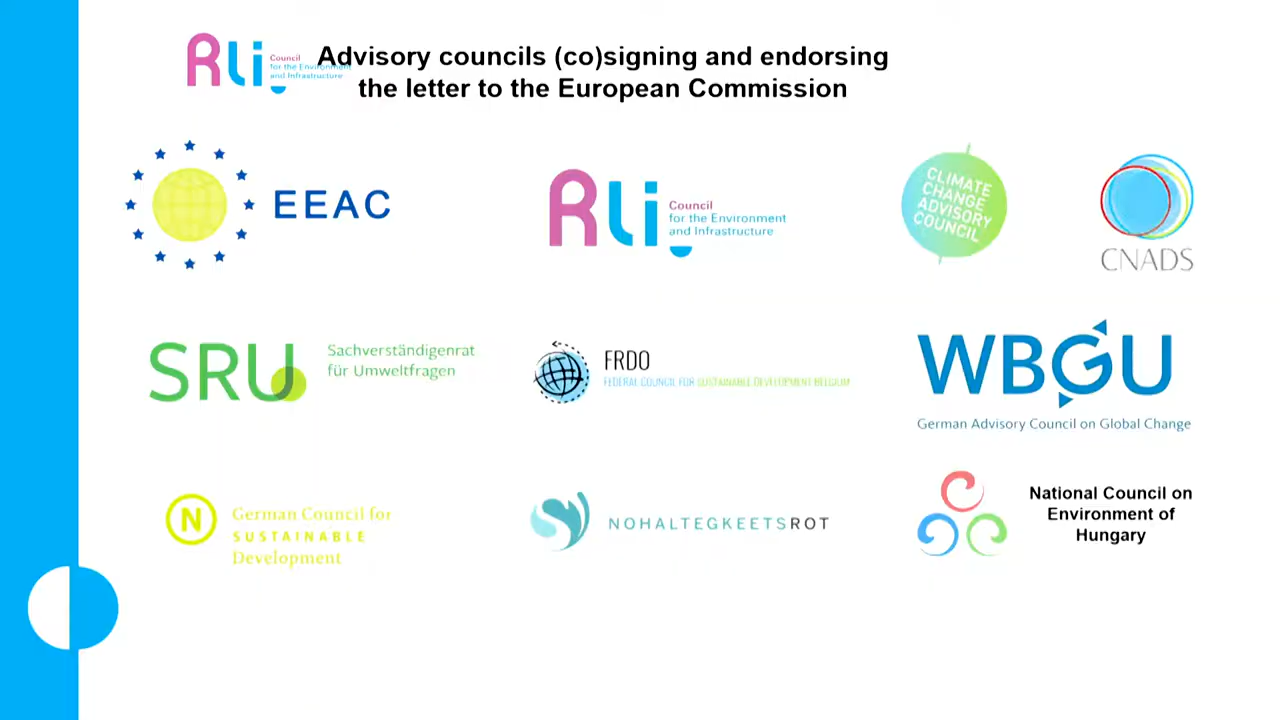 Rli Council
for the Environment
and Infrastructure
Advisory councils (co)signing and endorsing
the letter to the European Commission
EEAC
Rli Council
for the Environment
and Infrastructure
CLIMATE
CHANGE
ADVISORY
COUNCIL
CNADS
SRU
Sachverständigenrat
für Umweltfragen
FRDO
FEDERAL COUNCIL FOR SUSTAINABLE DEVELOPMENT BELGIUM
WBGU
German Advisory Council on Global Change
N
German Council for
SUSTAINABLE
Development
NOHALTEGKEETSROT
National Council on
Environment of
Hungary